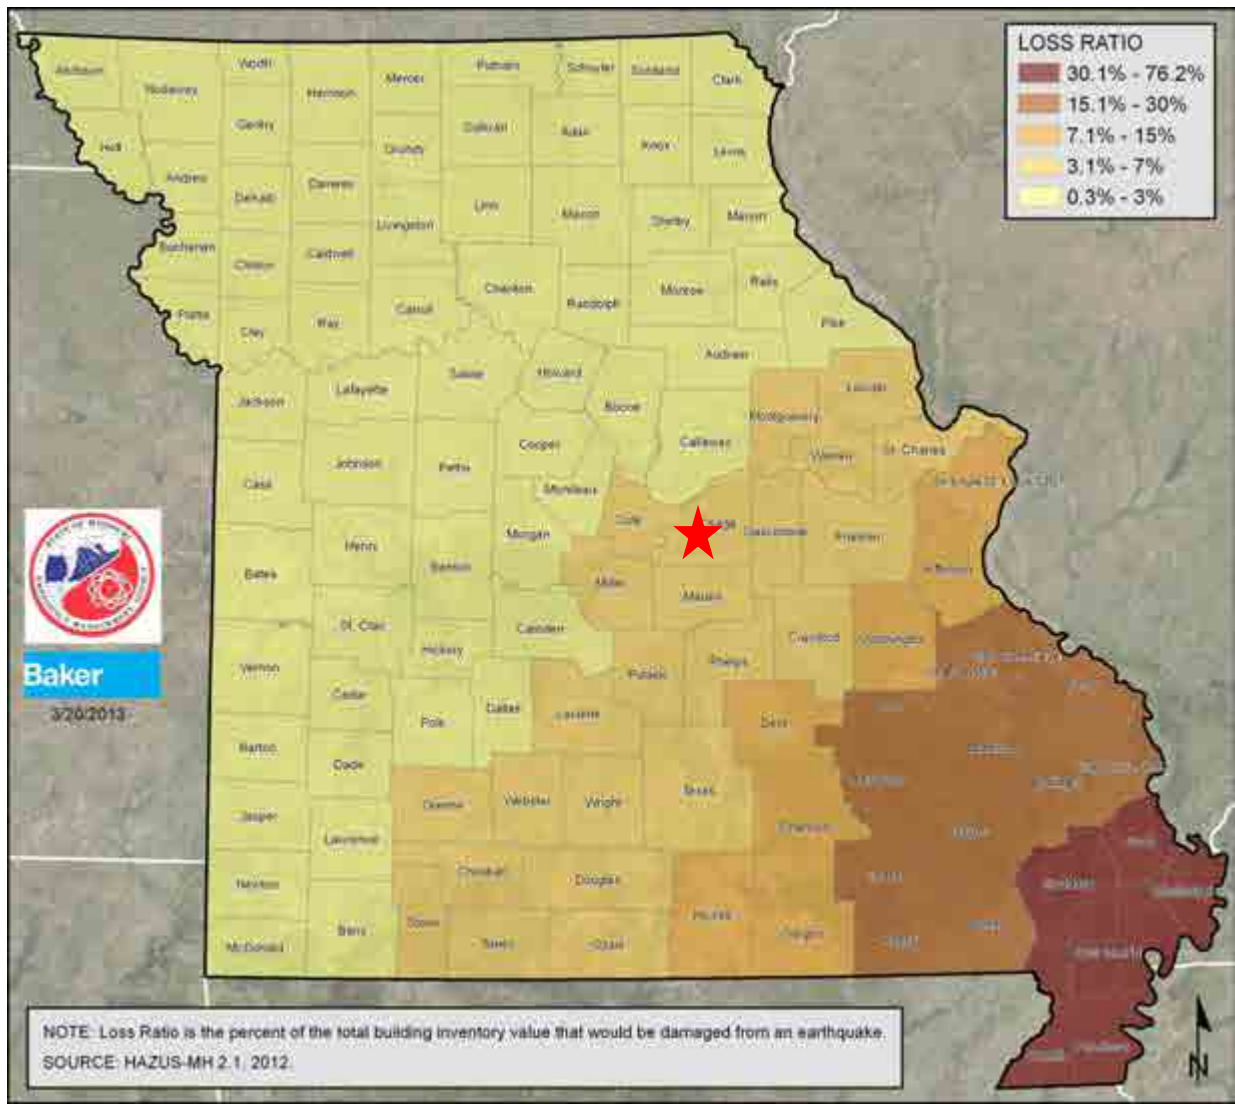 LOSS RATIO
30.1% - 76.2%
15.1% - 30%
7.1% - 15%
3.1% - 7%
0.3% - 3%
Atchison
Nodaway
Worth
Harrison
Mercer
Putnam
Schuyler
Scotland
Clark
Gentry
Sullivan
Adair
Knox
Lewis
Holt
Andrew
DeKalb
Daviess
Grundy
Linn
Macon
Shelby
Marion
Livingston
Buchanan
Clinton
Caldwell
Chariton
Randolph
Monroe
Ralls
Platte
Clay
Ray
Carroll
Pike
Audrain
Jackson
Lafayette
Saline
Howard
Boone
Callaway
Montgomery
Lincoln
Warren
St. Charles
Cass
Johnson
Pettis
Cooper
Moniteau
Cole
Gasconade
Franklin
Jefferson
Bates
Henry
Benton
Morgan
Miller
Maries
Camden
St. Clair
Hickory
Pulaski
Phelps
Crawford
Washington
Vernon
Cedar
Polk
Dallas
Laclede
Dent
Barton
Dade
Greene
Webster
Wright
Texas
Shannon
Jasper
Lawrence
Christian
Douglas
Newton
McDonald
Barry
Stone
Taney
Ozark
Howell
Oregon
Baker
3/20/2013
NOTE: Loss Ratio is the percent of the total building inventory value that would be damaged from an earthquake.
SOURCE: HAZUS-MH 2.1, 2012.
N